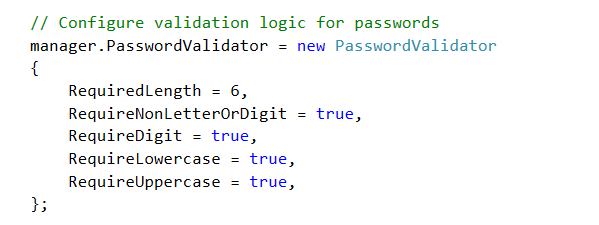 // Configure validation logic for passwords
manager.PasswordValidator = new PasswordValidator
{
    RequiredLength = 6,
    RequireNonLetterOrDigit = true,
    RequireDigit = true,
    RequireLowercase = true,
    RequireUppercase = true,
};